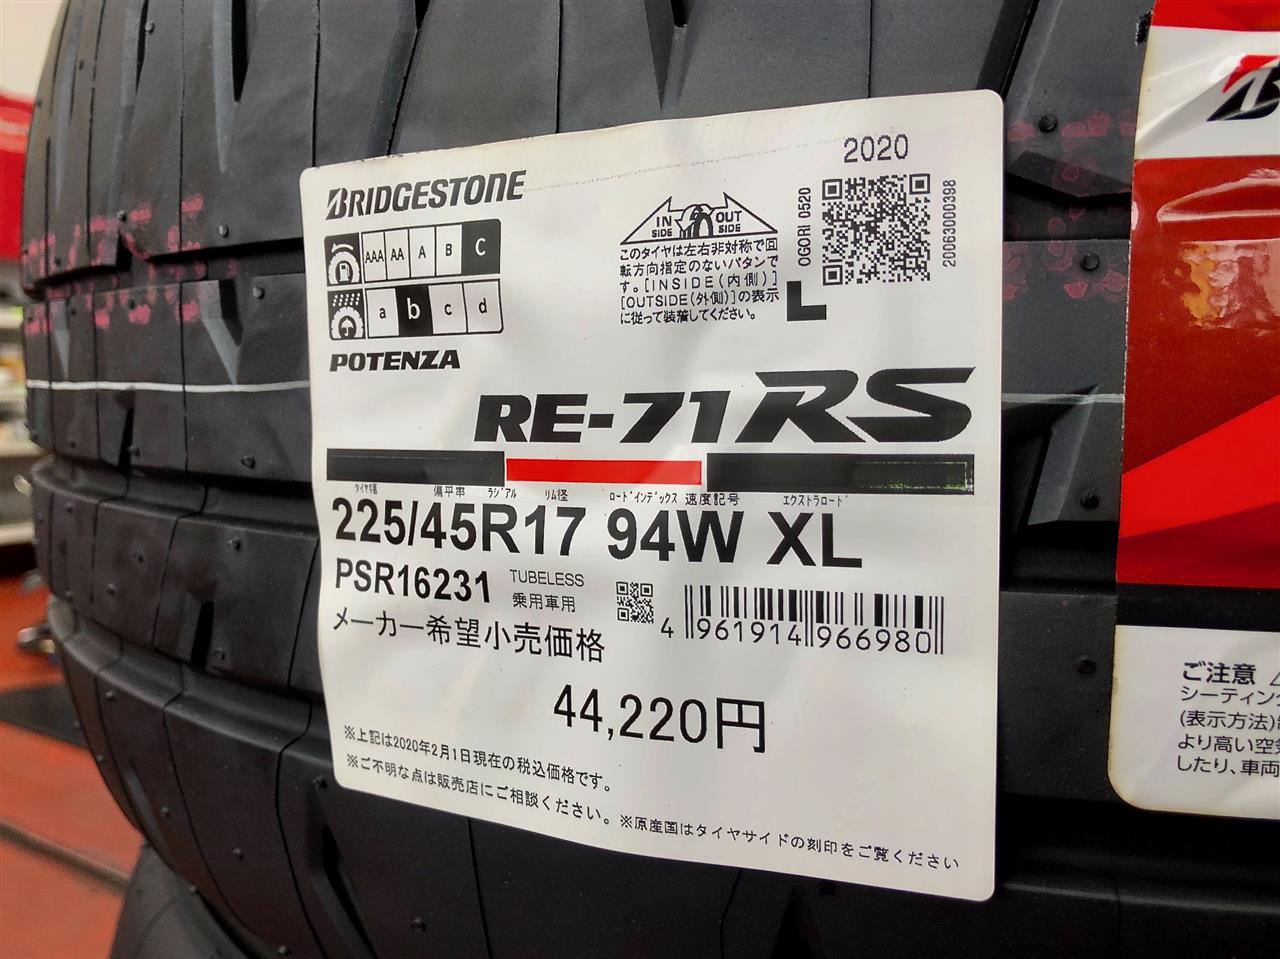 BRIDGESTONE
AAA AA A B C
a b c d
POTENZA
IN SIDE OUT SIDE
このタイヤは左右非対称で回
転方向指定のないパタンで
す。[INSIDE(内側)]
[OUTSIDE(外側)]の表示
に従って装着してください。
L
OGORI 0520
2020
20063000398
RE-71RS
タイヤ幅 偏平率 ラジアル リム径 ロードインデックス 速度記号 エクストラロード
225/45R17 94W XL
PSR16231 TUBELESS
乗用車用
4 961914 966980
メーカー希望小売価格
44,220円
※上記は2020年2月1日現在の税込価格です。
※ご不明な点は販売店にご相談ください。※原産国はタイヤサイドの刻印をご覧ください
B
ご注意
シーティン
(表示方法)
より高い空気
したり、車両